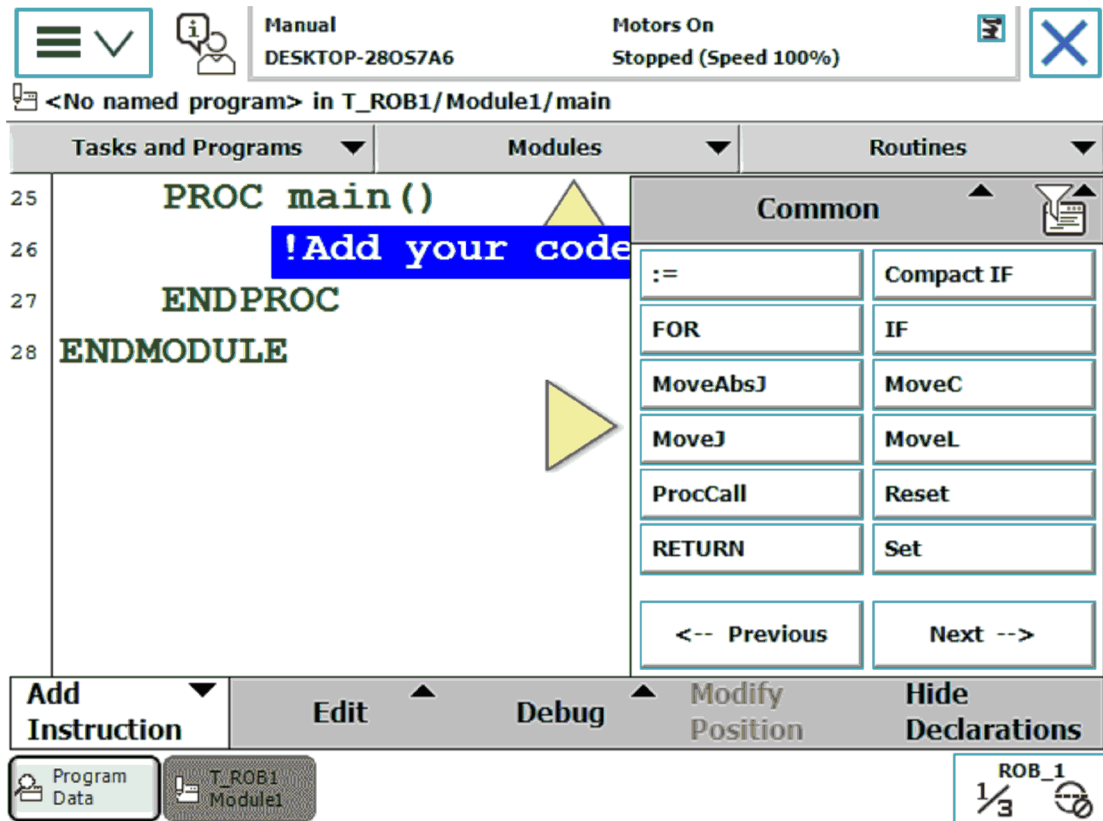 Manual Motors On
DESKTOP-28OS7A6 Stopped (Speed 100%)
<No named program> in T_ROB1/Module1/main
Tasks and Programs Modules Routines
25 PROC main()
26 !Add your code
27 ENDPROC
28 ENDMODULE
Common
:= Compact IF
FOR IF
MoveAbsJ MoveC
MoveJ MoveL
ProcCall Reset
RETURN Set
<-- Previous Next -->
Add Instruction Edit Debug Modify Position Hide Declarations
Program Data T_ROB1 Module1 ROB_1
1/3